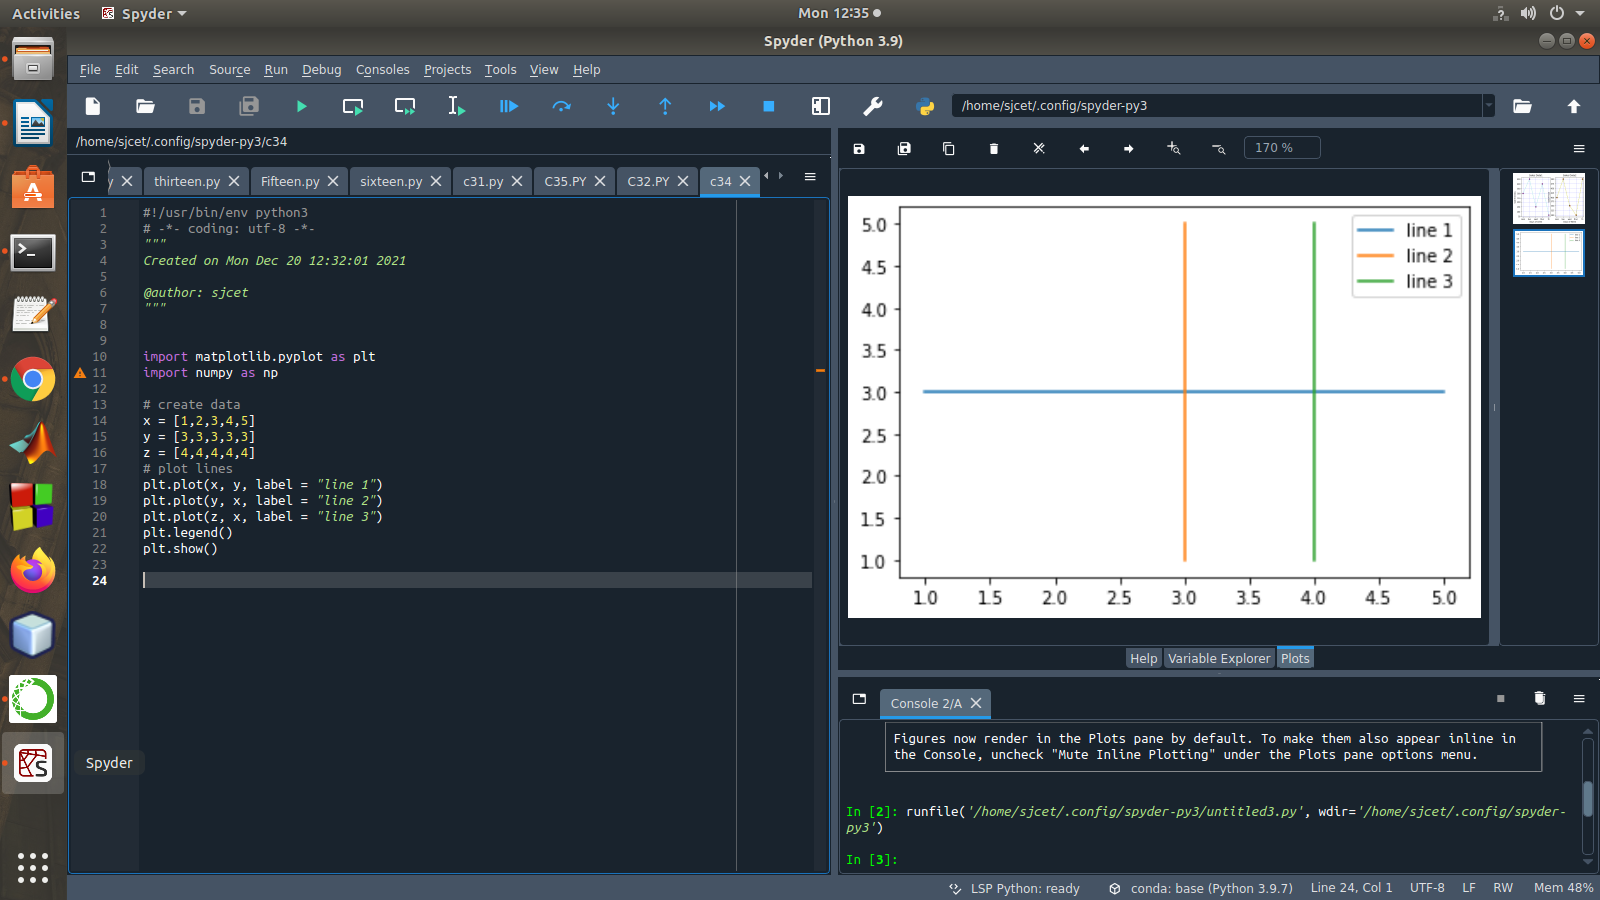 Activities
Spyder
Mon 12:35
Spyder (Python 3.9)
File Edit Search Source Run Debug Consoles Projects Tools View Help
/home/sjcet/.config/spyder-py3
/home/sjcet/.config/spyder-py3/c34
y thirteen.py Fifteen.py sixteen.py c31.py C35.PY C32.PY c34
1 #!/usr/bin/env python3
2 # -*- coding: utf-8 -*-
3 """
4 Created on Mon Dec 20 12:32:01 2021
5
6 @author: sjcet
7 """
8
9
10 import matplotlib.pyplot as plt
11 import numpy as np
12
13 # create data
14 x = [1,2,3,4,5]
15 y = [3,3,3,3,3]
16 z = [4,4,4,4,4]
17 # plot lines
18 plt.plot(x, y, label = "line 1")
19 plt.plot(y, x, label = "line 2")
20 plt.plot(z, x, label = "line 3")
21 plt.legend()
22 plt.show()
23
24
Spyder
170 %
5.0
4.5
4.0
3.5
3.0
2.5
2.0
1.5
1.0
1.0 1.5 2.0 2.5 3.0 3.5 4.0 4.5 5.0
line 1
line 2
line 3
Help Variable Explorer Plots
Console 2/A
Figures now render in the Plots pane by default. To make them also appear inline in
the Console, uncheck "Mute Inline Plotting" under the Plots pane options menu.
In [2]: runfile('/home/sjcet/.config/spyder-py3/untitled3.py', wdir='/home/sjcet/.config/spyder-
py3')
In [3]:
LSP Python: ready conda: base (Python 3.9.7) Line 24, Col 1 UTF-8 LF RW Mem 48%